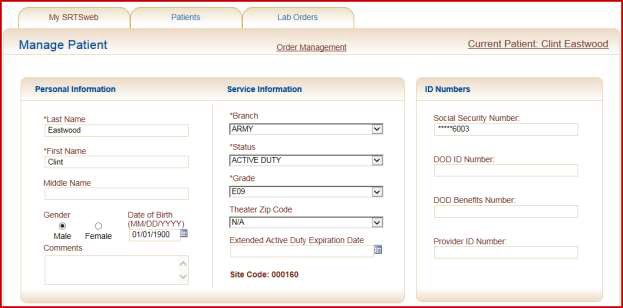 My SRTSweb
Patients
Lab Orders
Manage Patient
Order Management
Current Patient: Clint Eastwood
Personal Information
*Last Name
Eastwood
*First Name
Clint
Middle Name
Gender
Male
Female
Date of Birth
(MM/DD/YYYY)
01/01/1900
Comments
Service Information
*Branch
ARMY
*Status
ACTIVE DUTY
*Grade
E09
Theater Zip Code
N/A
Extended Active Duty Expiration Date
Site Code: 000160
ID Numbers
Social Security Number:
*****6003
DOD ID Number:
DOD Benefits Number:
Provider ID Number: